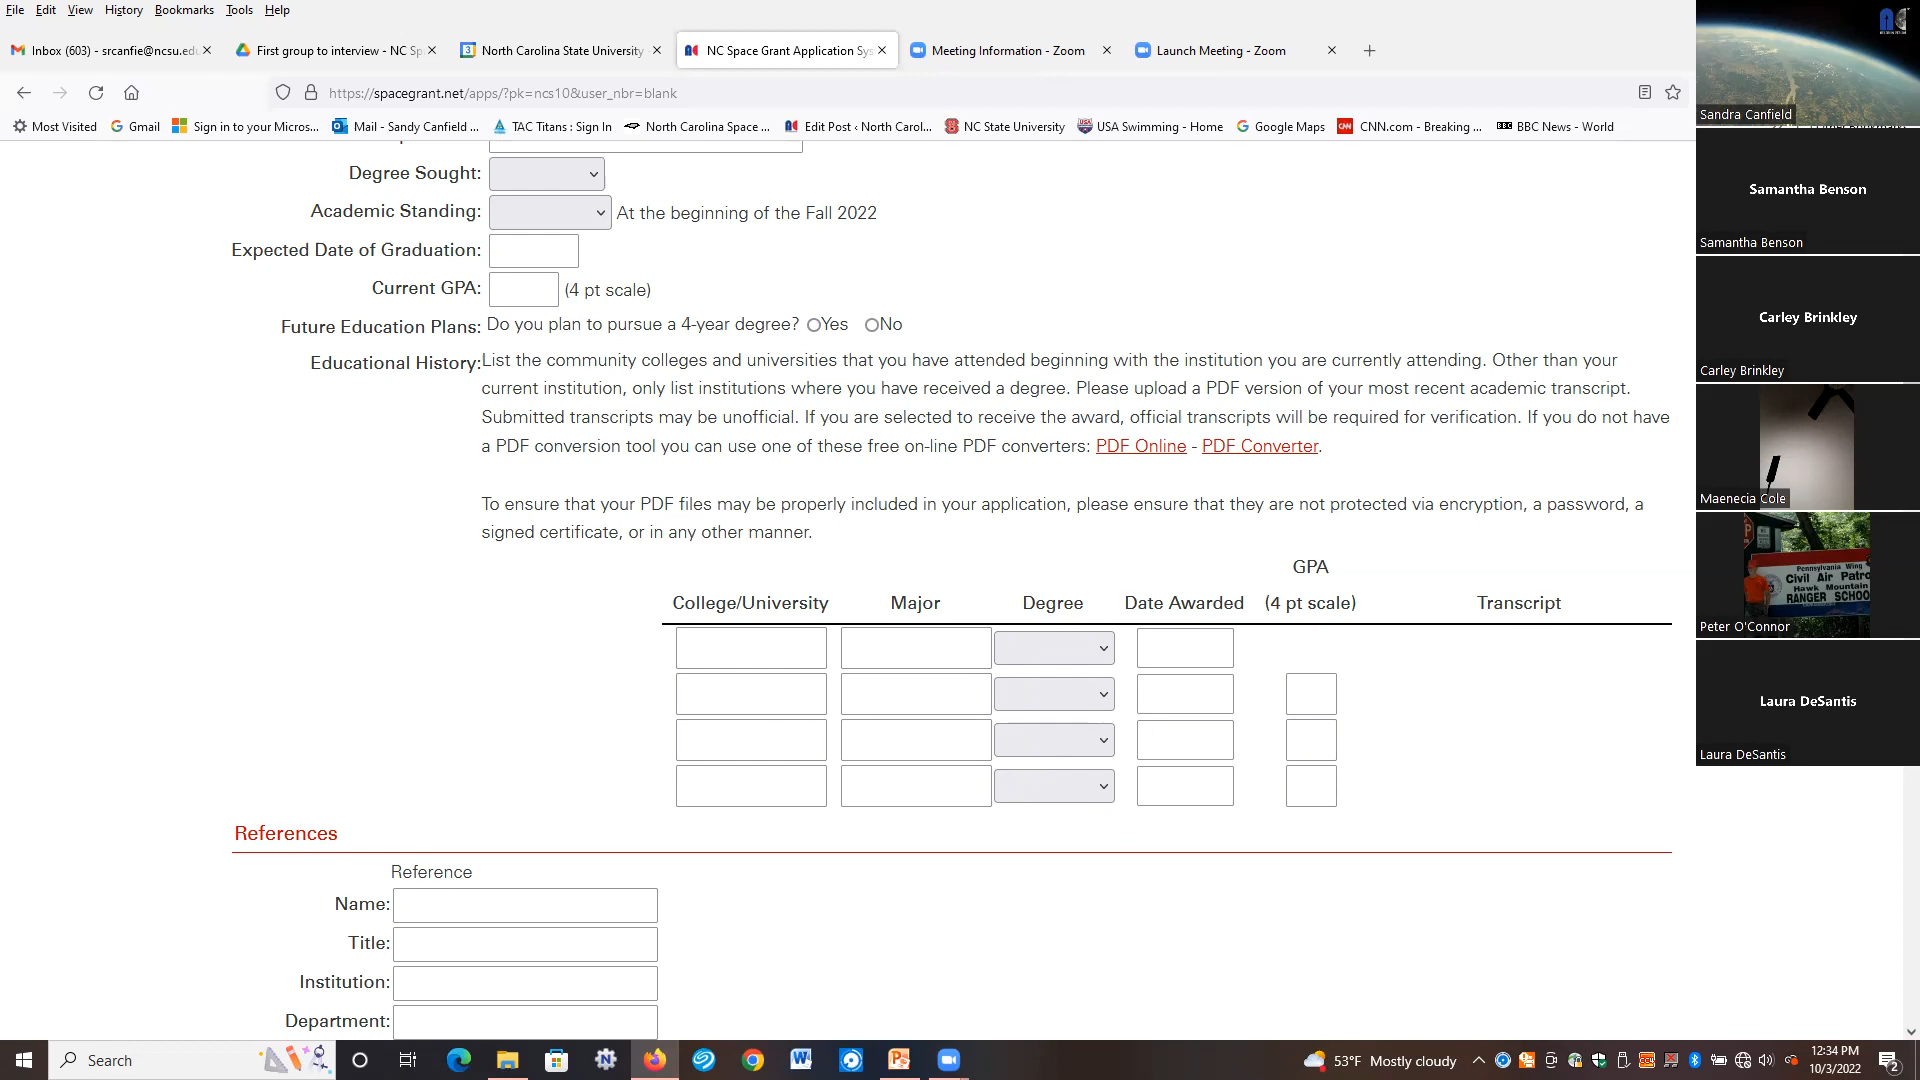 File Edit View History Bookmarks Tools Help
Inbox (603) - srcanfie@ncsu.edu
First group to interview - NC Sp
North Carolina State University
NC Space Grant Application Sys
Meeting Information - Zoom
Launch Meeting - Zoom
https://spacegrant.net/apps/?pk=ncs10&user_nbr=blank
Most Visited Gmail Sign in to your Micros... Mail - Sandy Canfield ... TAC Titans : Sign In North Carolina Space ... Edit Post ‹ North Carol... NC State University USA Swimming - Home Google Maps CNN.com - Breaking ... BBC News - World
Degree Sought:
Academic Standing: At the beginning of the Fall 2022
Expected Date of Graduation:
Current GPA: (4 pt scale)
Future Education Plans: Do you plan to pursue a 4-year degree? Yes No
Educational History: List the community colleges and universities that you have attended beginning with the institution you are currently attending. Other than your
current institution, only list institutions where you have received a degree. Please upload a PDF version of your most recent academic transcript.
Submitted transcripts may be unofficial. If you are selected to receive the award, official transcripts will be required for verification. If you do not have
a PDF conversion tool you can use one of these free on-line PDF converters: PDF Online - PDF Converter.
To ensure that your PDF files may be properly included in your application, please ensure that they are not protected via encryption, a password, a
signed certificate, or in any other manner.
GPA
College/University Major Degree Date Awarded (4 pt scale) Transcript
References
Reference
Name:
Title:
Institution:
Department:
Sandra Canfield
Samantha Benson
Samantha Benson
Carley Brinkley
Carley Brinkley
Maenecia Cole
Pennsylvania Wing
Civil Air Patro
Hawk Mountain
RANGER SCHOO
Peter O'Connor
Laura DeSantis
Laura DeSantis
Search
53°F Mostly cloudy
12:34 PM
10/3/2022
2